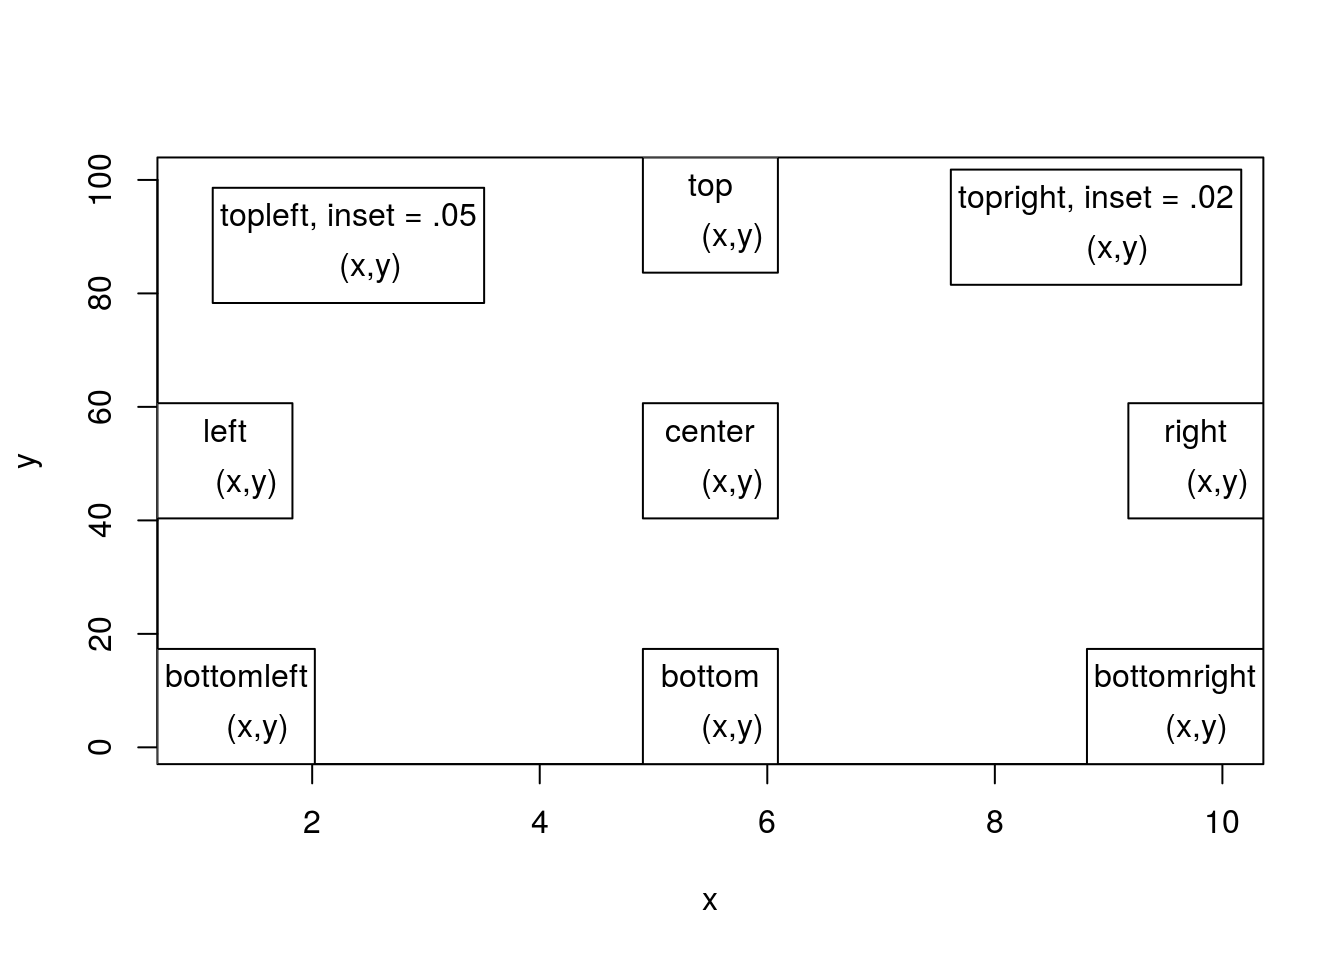 topleft, inset = .05
(x,y)
top
(x,y)
topright, inset = .02
(x,y)
left
(x,y)
center
(x,y)
right
(x,y)
bottomleft
(x,y)
bottom
(x,y)
bottomright
(x,y)
y
100
80
60
40
20
0
2 4 6 8 10
x